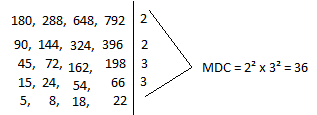 180, 288, 648, 792 2
90, 144, 324, 396 2
45, 72, 162, 198 3
MDC = 2² x 3² = 36
15, 24, 54, 66 3
5, 8, 18, 22